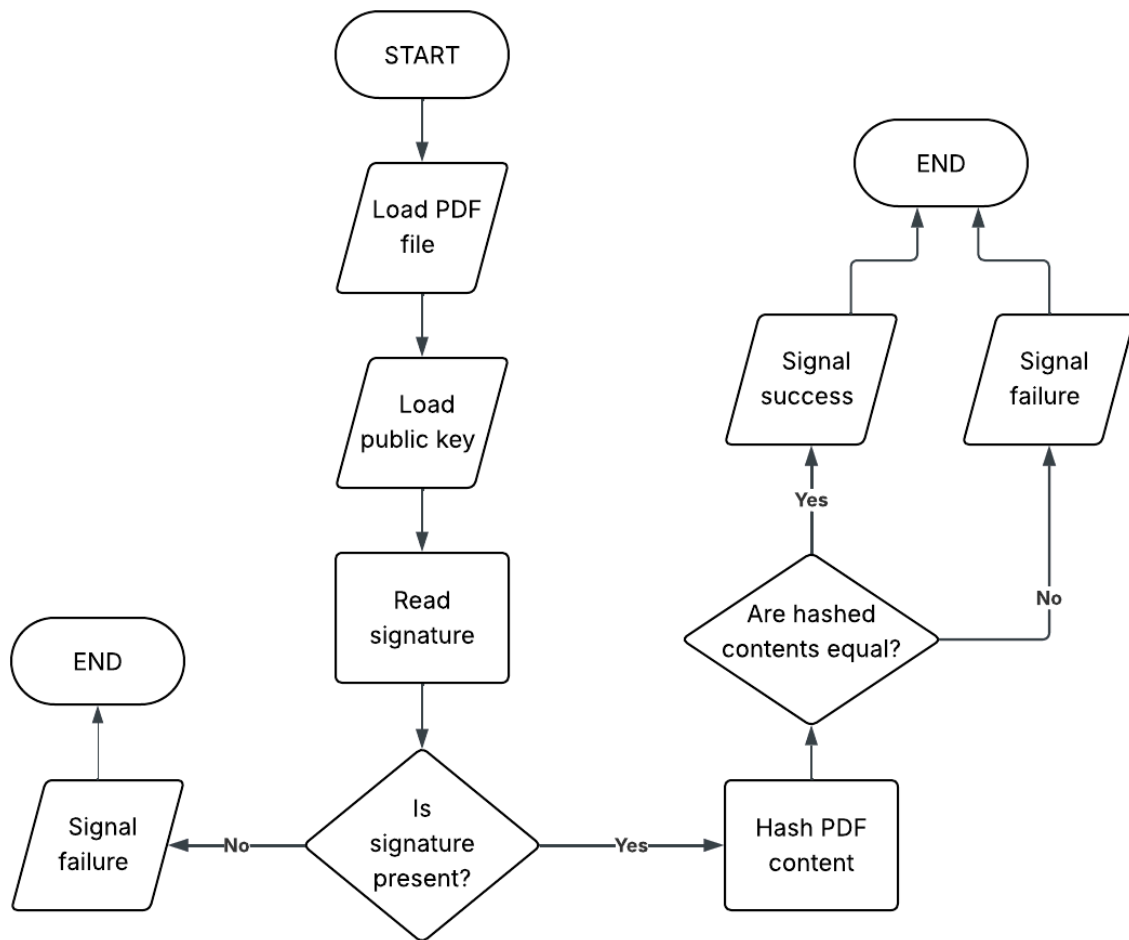 START
Load PDF
file
Load
public key
Read
signature
Is
signature
present?
No
Signal
failure
END
Yes
Hash PDF
content
Are hashed
contents equal?
Yes
Signal
success
No
Signal
failure
END